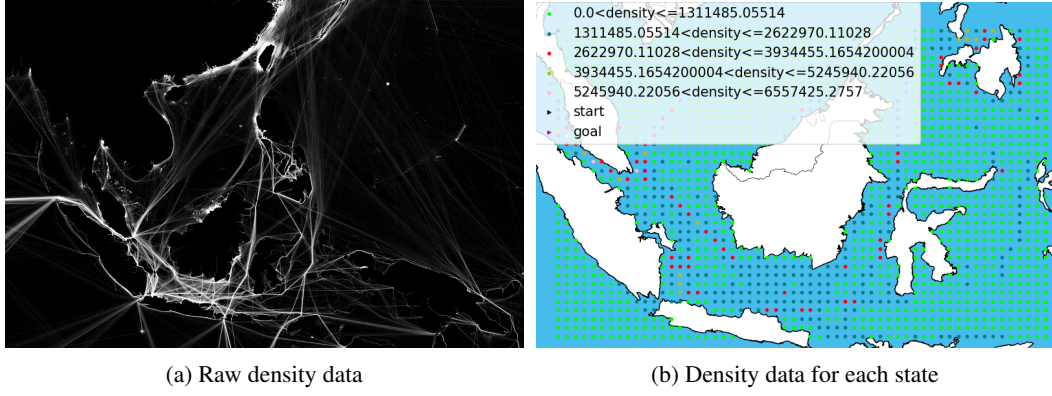 0.0<density<=1311485.05514
1311485.05514<density<=2622970.11028
2622970.11028<density<=3934455.1654200004
3934455.1654200004<density<=5245940.22056
5245940.22056<density<=6557425.2757
start
goal
(a) Raw density data
(b) Density data for each state